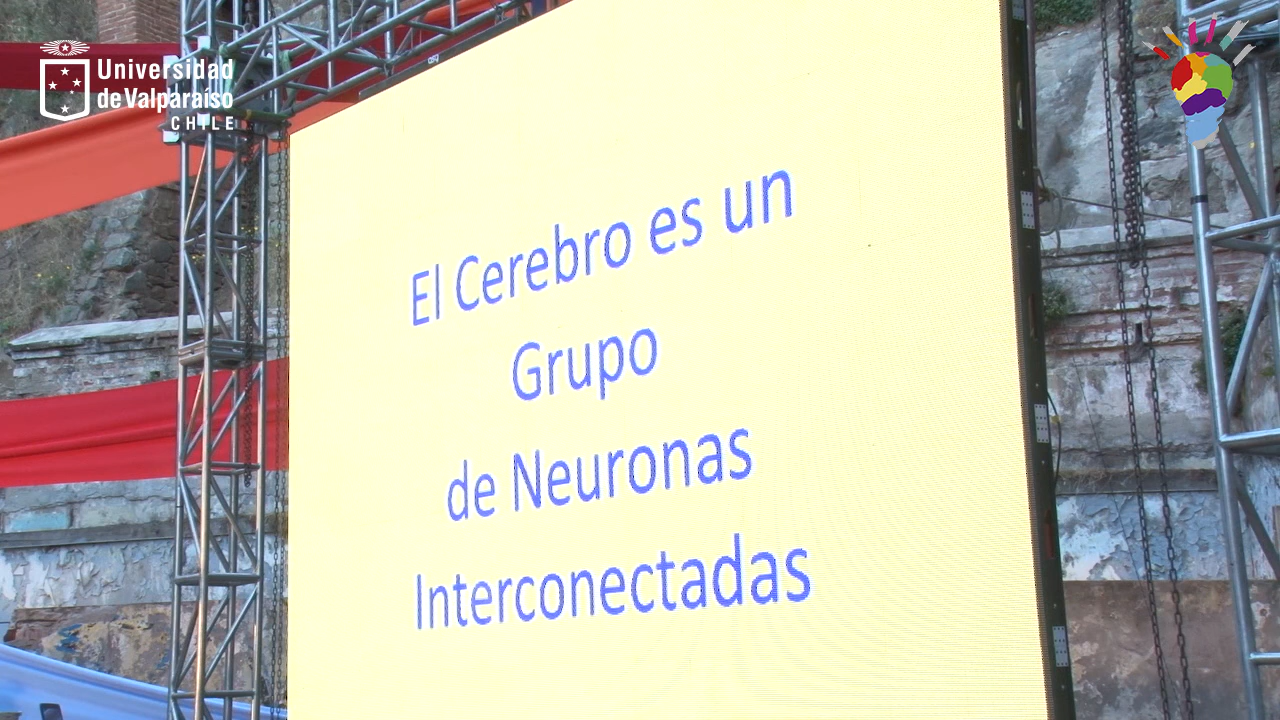 Universidad
de Valparaíso
CHILE
El Cerebro es un
Grupo
de Neuronas
Interconectadas